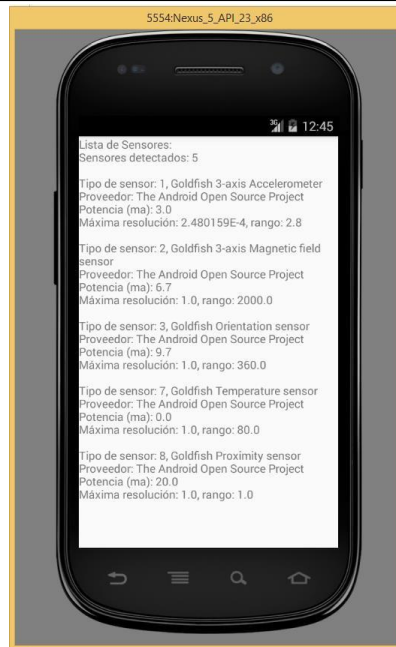 5554:Nexus_5_API_23_x86
3G 12:45
Lista de Sensores:
Sensores detectados: 5
Tipo de sensor: 1, Goldfish 3-axis Accelerometer
Proveedor: The Android Open Source Project
Potencia (ma): 3.0
Máxima resolución: 2.480159E-4, rango: 2.8
Tipo de sensor: 2, Goldfish 3-axis Magnetic field
sensor
Proveedor: The Android Open Source Project
Potencia (ma): 6.7
Máxima resolución: 1.0, rango: 2000.0
Tipo de sensor: 3, Goldfish Orientation sensor
Proveedor: The Android Open Source Project
Potencia (ma): 9.7
Máxima resolución: 1.0, rango: 360.0
Tipo de sensor: 7, Goldfish Temperature sensor
Proveedor: The Android Open Source Project
Potencia (ma): 0.0
Máxima resolución: 1.0, rango: 80.0
Tipo de sensor: 8, Goldfish Proximity sensor
Proveedor: The Android Open Source Project
Potencia (ma): 20.0
Máxima resolución: 1.0, rango: 1.0